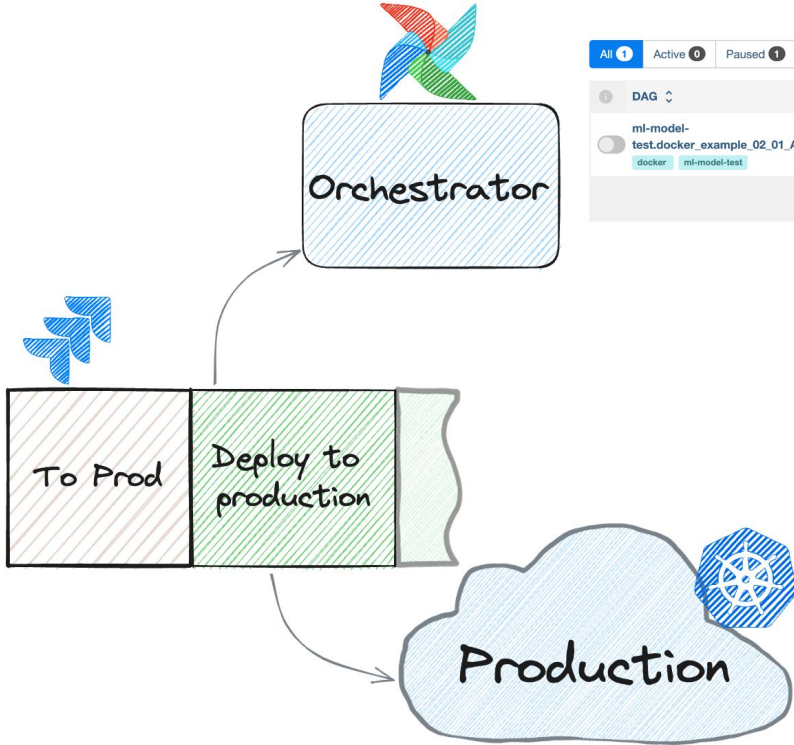 Orchestrator
All 1 Active 0 Paused 1
i DAG
ml-model-
test.docker_example_02_01_A
docker ml-model-test
To Prod
Deploy to
production
Production